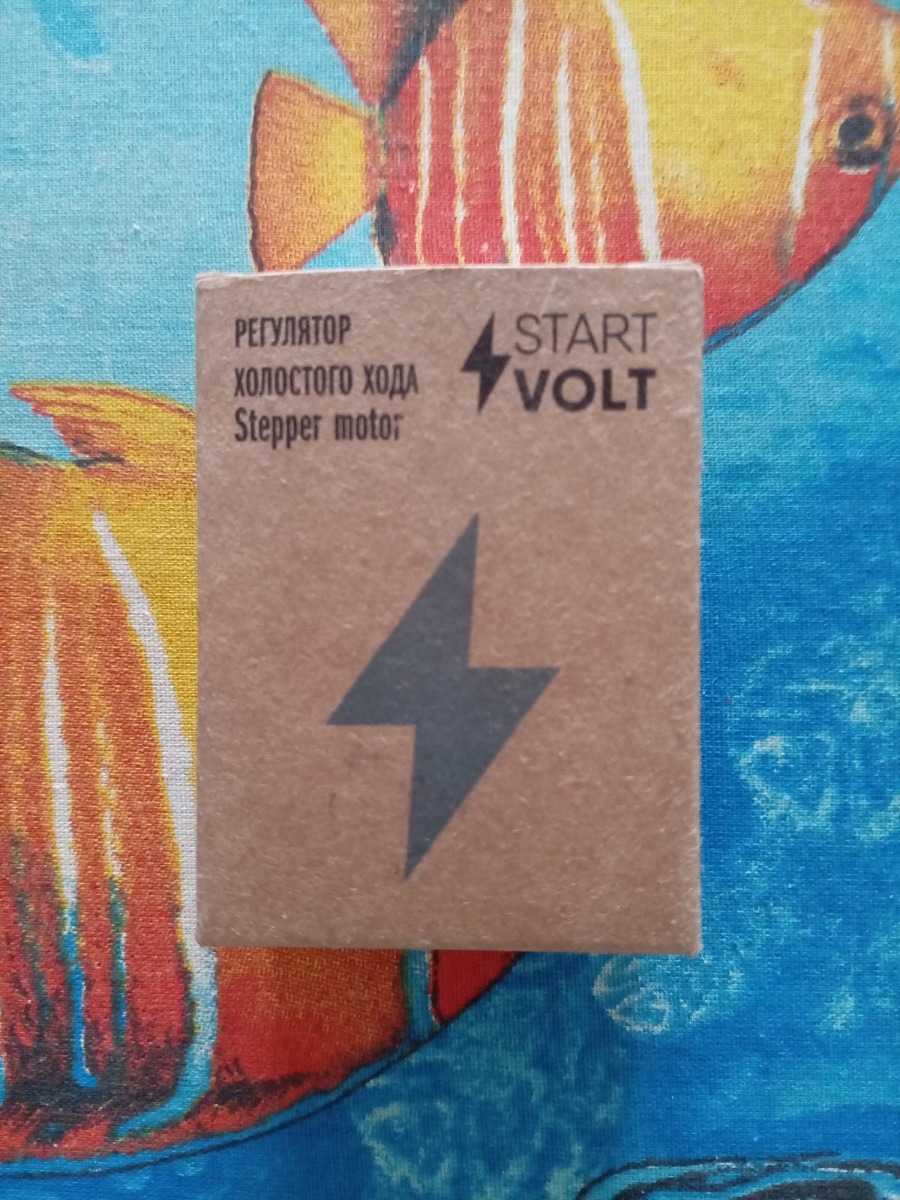 РЕГУЛЯТОР
ХОЛОСТОГО ХОДА
Stepper motor
START
VOLT